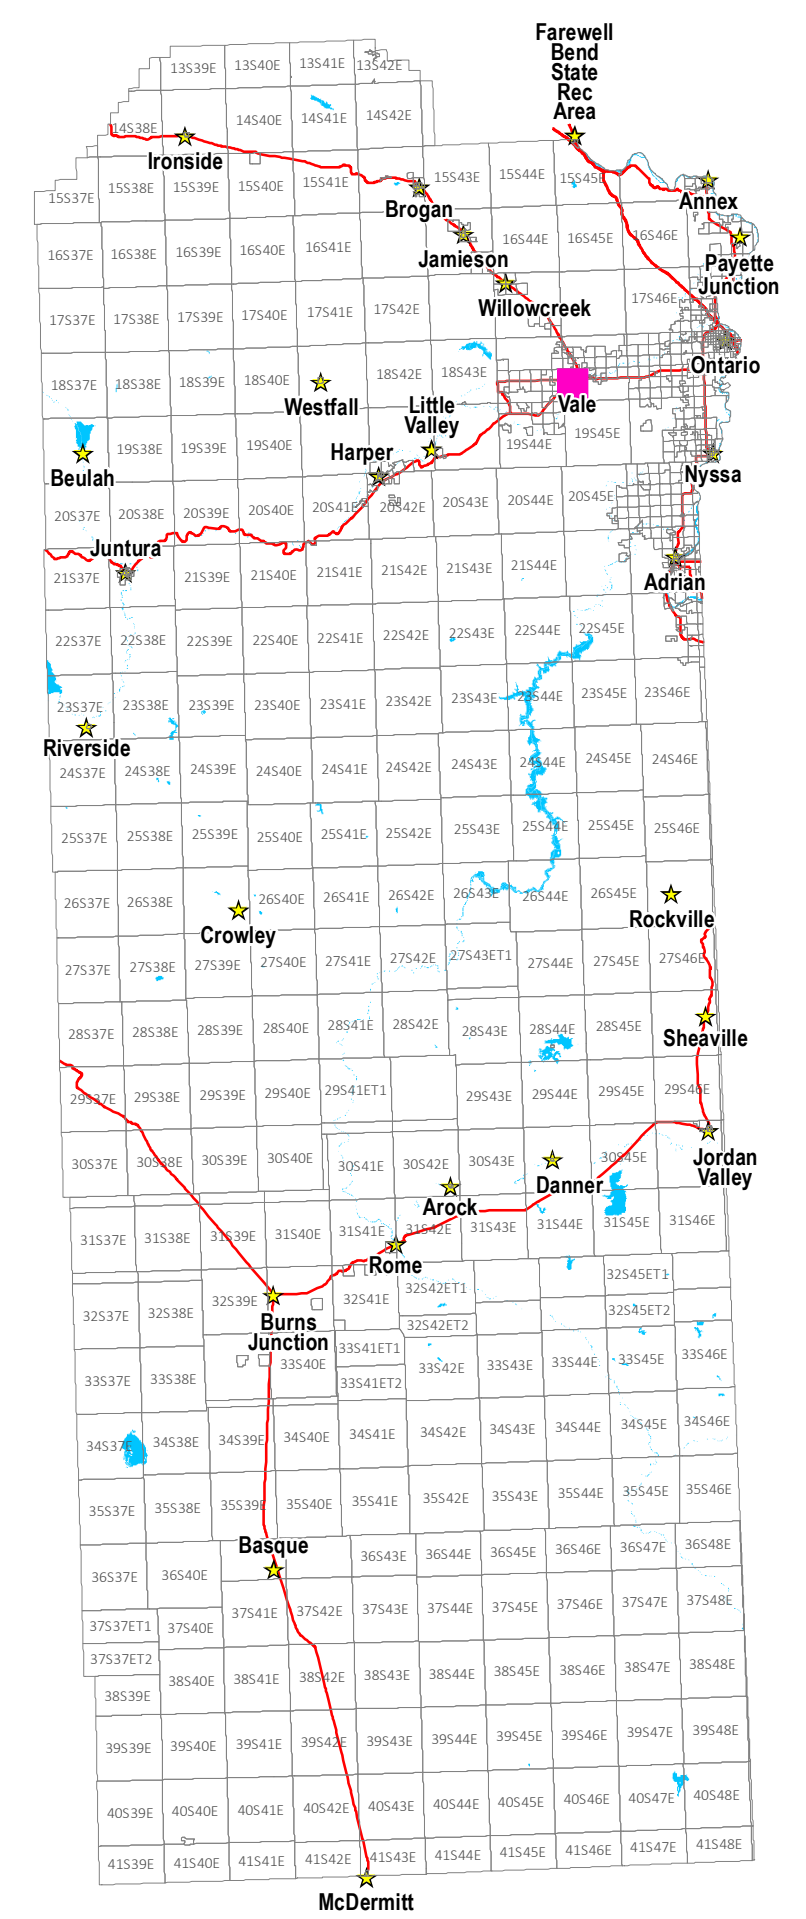 Farewell
Bend
State
Rec
Area
13S39E 13S40E 13S41E 13S42E
14S38E 14S40E 14S41E 14S42E
Ironside
15S37E 15S38E 15S39E 15S40E 15S41E 15S43E 15S44E 15S45E
Brogan
Annex
16S37E 16S38E 16S39E 16S40E 16S41E 16S44E 16S45E 16S46E
Jamieson
Payette
Junction
17S37E 17S38E 17S39E 17S40E 17S41E 17S42E 17S46E
Willowcreek
Ontario
18S37E 18S38E 18S39E 18S40E 18S42E 18S43E
Westfall
Vale
Little
Valley
19S38E 19S39E 19S40E 19S44E 19S45E
Harper
Beulah
Nyssa
20S37E 20S38E 20S39E 20S40E 20S41E 20S42E 20S43E 20S44E 20S45E
Juntura
21S37E 21S39E 21S40E 21S41E 21S42E 21S43E 21S44E
Adrian
22S37E 22S38E 22S39E 22S40E 22S41E 22S42E 22S43E 22S44E 22S45E
23S37E 23S38E 23S39E 23S40E 23S41E 23S42E 23S43E 23S44E 23S45E 23S46E
Riverside
24S37E 24S38E 24S39E 24S40E 24S41E 24S42E 24S43E 24S44E 24S45E 24S46E
25S37E 25S38E 25S39E 25S40E 25S41E 25S42E 25S43E 25S44E 25S45E 25S46E
26S37E 26S38E 26S40E 26S41E 26S42E 26S43E 26S44E 26S45E
Crowley
Rockville
27S37E 27S38E 27S39E 27S40E 27S41E 27S42E 27S43ET1 27S44E 27S45E 27S46E
28S37E 28S38E 28S39E 28S40E 28S41E 28S42E 28S43E 28S44E 28S45E
Sheaville
29S37E 29S38E 29S39E 29S40E 29S41ET1 29S43E 29S44E 29S45E 29S46E
30S37E 30S38E 30S39E 30S40E 30S41E 30S42E 30S43E 30S45E
Jordan
Valley
Danner
Arock
31S37E 31S38E 31S39E 31S40E 31S41E 31S42E 31S43E 31S44E 31S45E 31S46E
Rome
32S37E 32S38E 32S39E 32S41E 32S42ET1 32S45ET1
32S42ET2 32S45ET2
Burns
Junction
33S37E 33S38E 33S40E 33S41ET1 33S42E 33S43E 33S44E 33S45E 33S46E
33S41ET2
34S37E 34S38E 34S39E 34S40E 34S41E 34S42E 34S43E 34S44E 34S45E 34S46E
35S37E 35S38E 35S39E 35S40E 35S41E 35S42E 35S43E 35S44E 35S45E 35S46E
Basque
36S37E 36S40E 36S43E 36S44E 36S45E 36S46E 36S47E 36S48E
37S37ET1 37S40E 37S41E 37S42E 37S43E 37S44E 37S45E 37S46E 37S47E 37S48E
37S37ET2
38S39E 38S40E 38S41E 38S42E 38S43E 38S44E 38S45E 38S46E 38S47E 38S48E
39S39E 39S40E 39S41E 39S42E 39S43E 39S44E 39S45E 39S46E 39S47E 39S48E
40S39E 40S40E 40S41E 40S42E 40S43E 40S44E 40S45E 40S46E 40S47E 40S48E
41S39E 41S40E 41S41E 41S42E 41S43E 41S44E 41S45E 41S46E 41S47E 41S48E
McDermitt